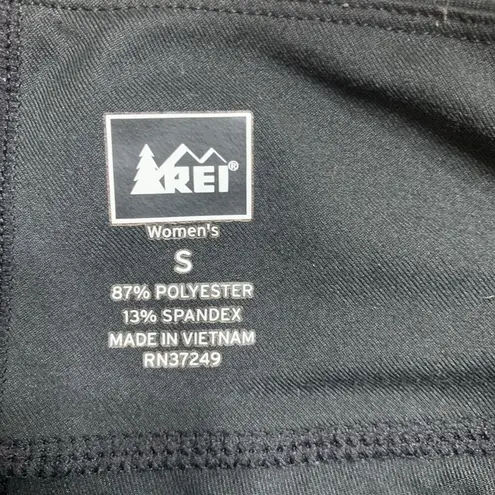 REI®
Women's
S
87% POLYESTER
13% SPANDEX
MADE IN VIETNAM
RN37249